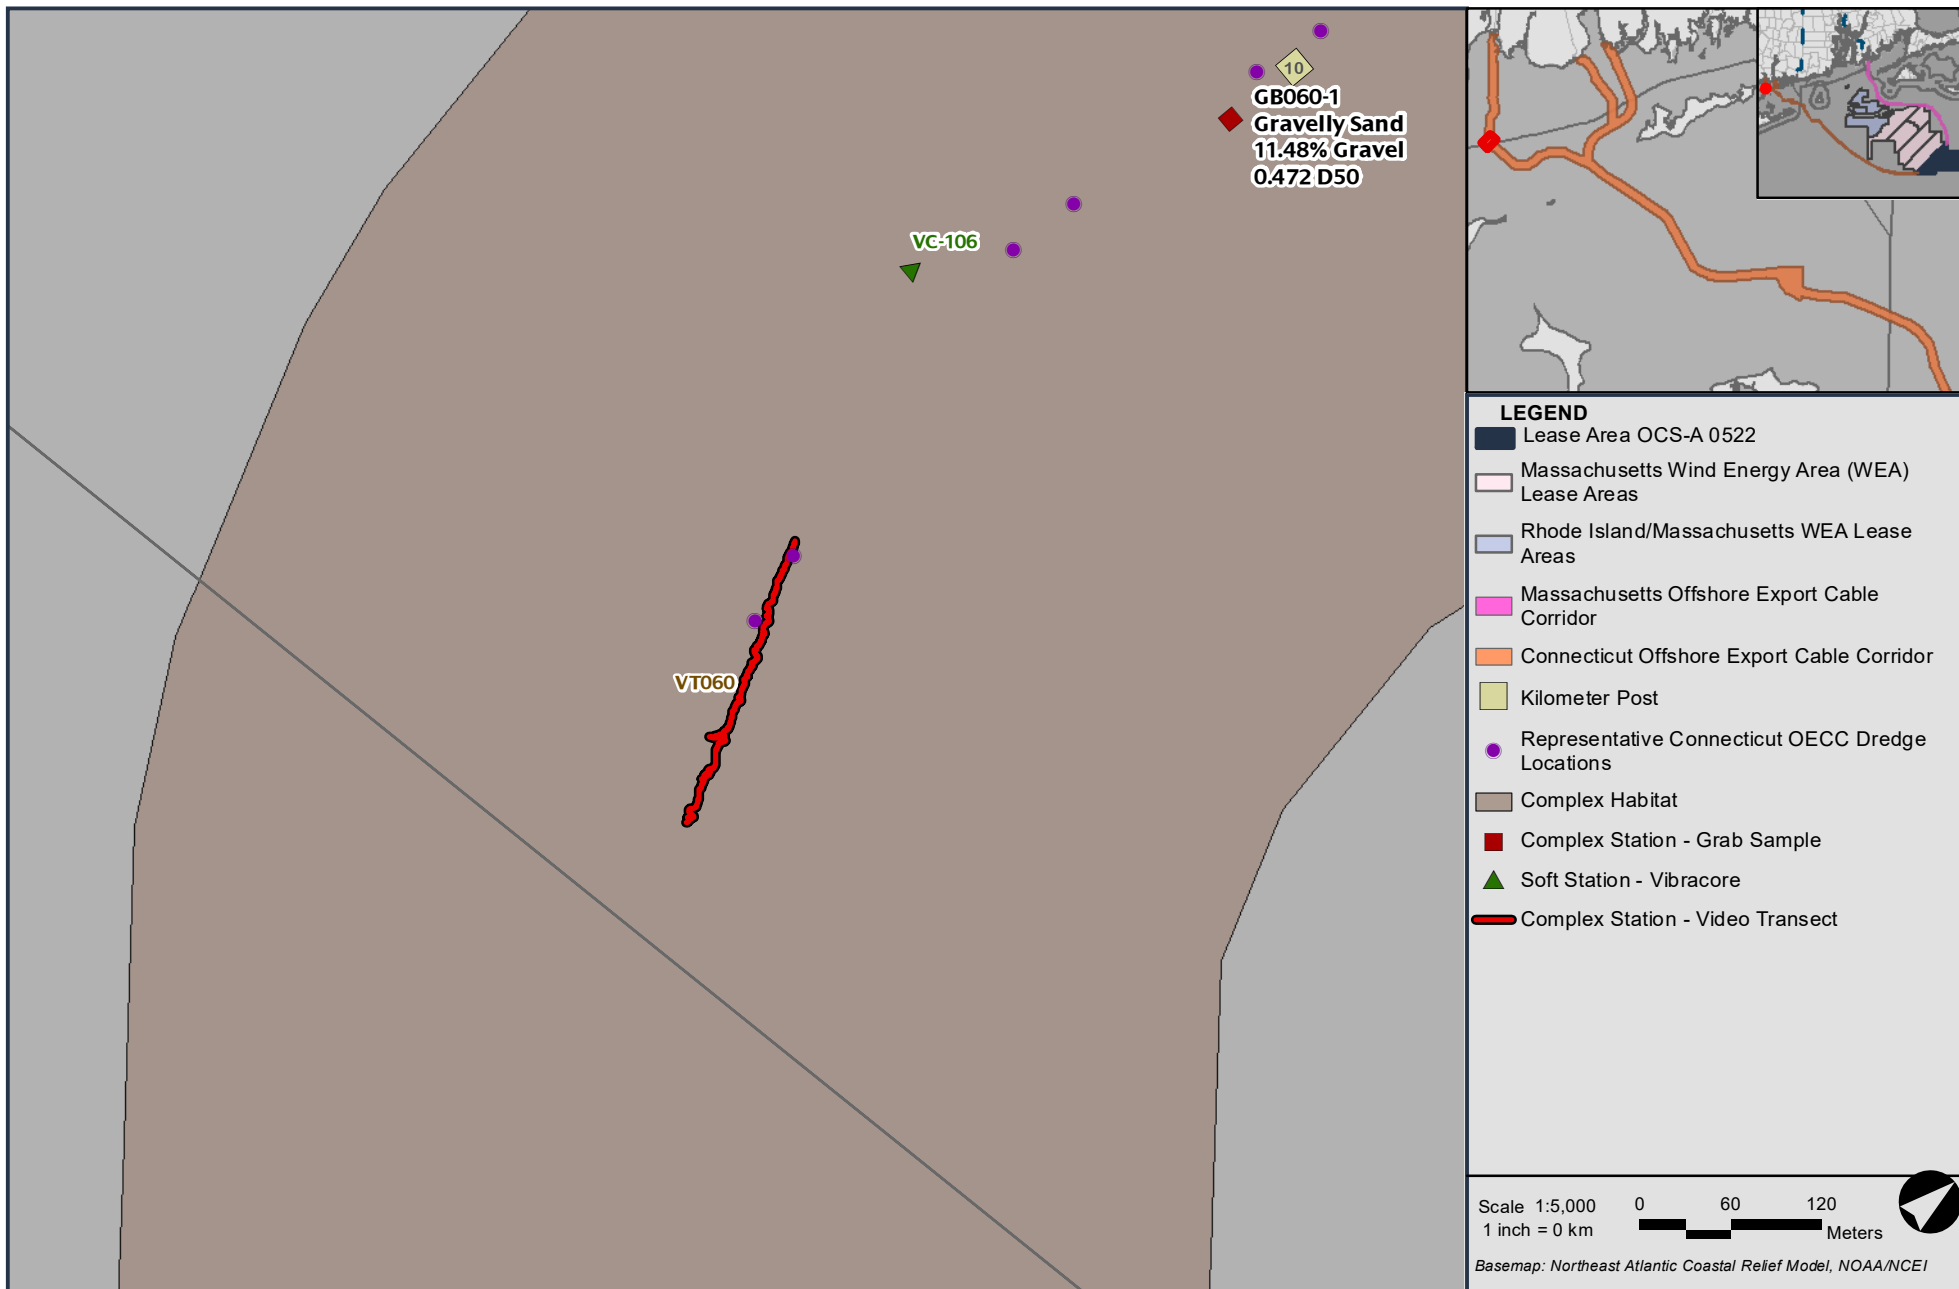 10
GB060-1
Gravelly Sand
11.48% Gravel
0.472 D50
VC-106
VT060
LEGEND
Lease Area OCS-A 0522
Massachusetts Wind Energy Area (WEA)
Lease Areas
Rhode Island/Massachusetts WEA Lease
Areas
Massachusetts Offshore Export Cable
Corridor
Connecticut Offshore Export Cable Corridor
Kilometer Post
Representative Connecticut OECC Dredge
Locations
Complex Habitat
Complex Station - Grab Sample
Soft Station - Vibracore
Complex Station - Video Transect
Scale 1:5,000
1 inch = 0 km
0 60 120
Meters
Basemap: Northeast Atlantic Coastal Relief Model, NOAA/NCEI